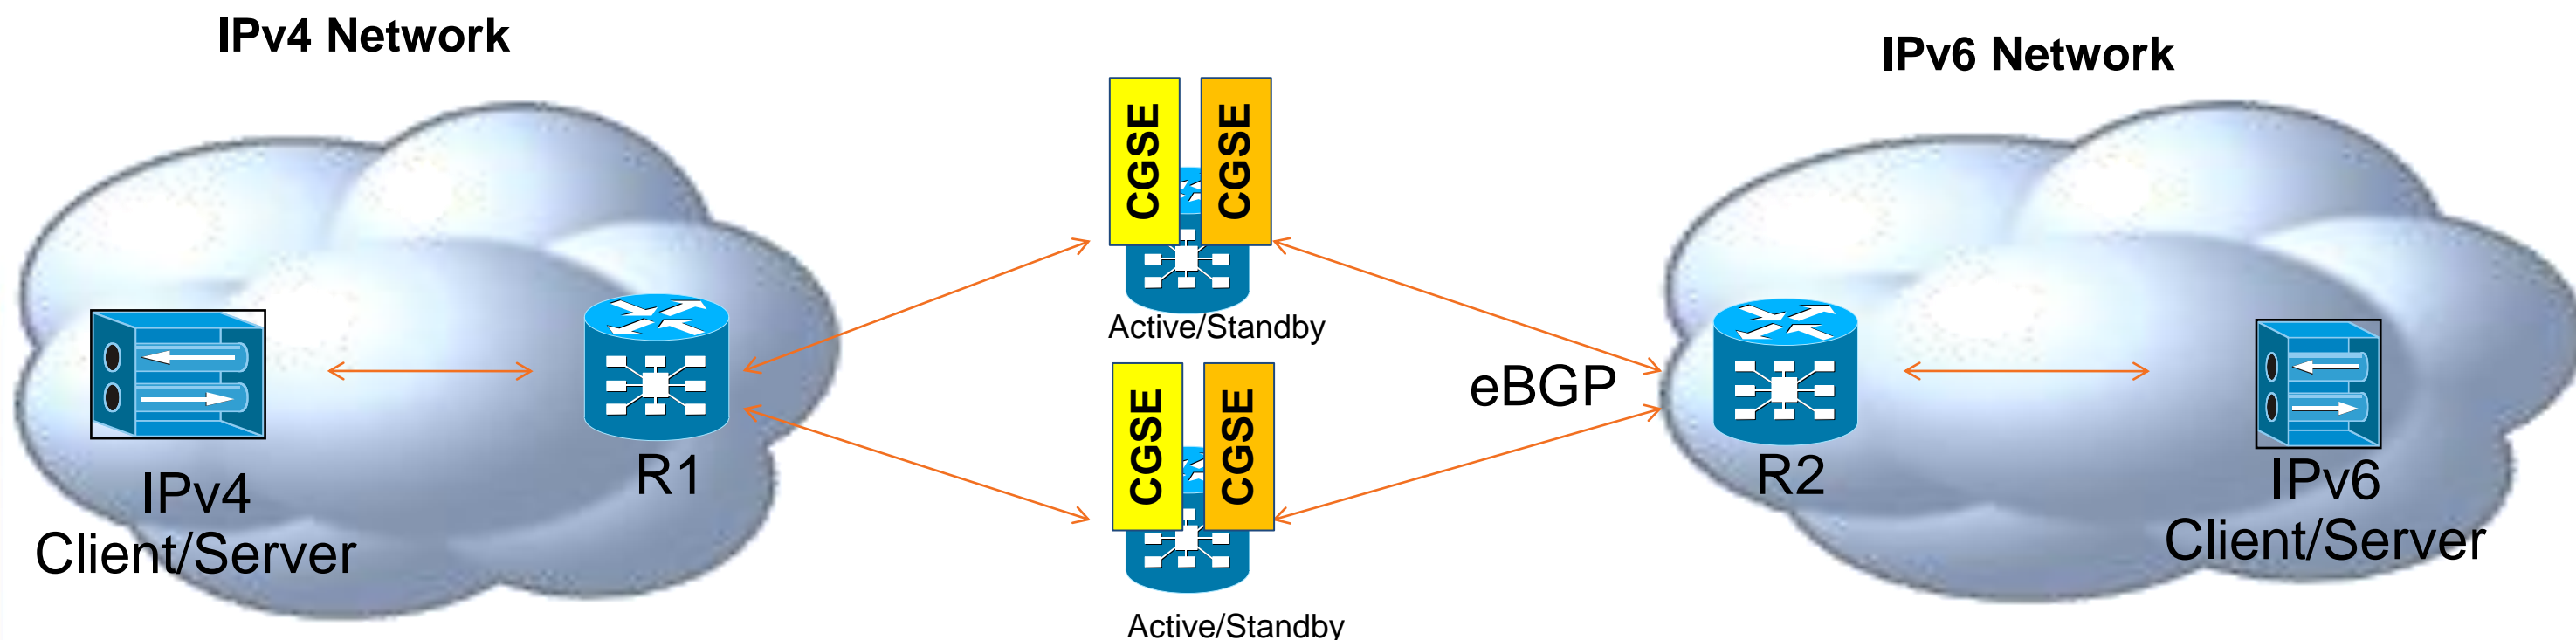 IPv4 Network
IPv6 Network
CGSE
CGSE
Active/Standby
CGSE
CGSE
Active/Standby
eBGP
IPv4
Client/Server
R1
R2
IPv6
Client/Server